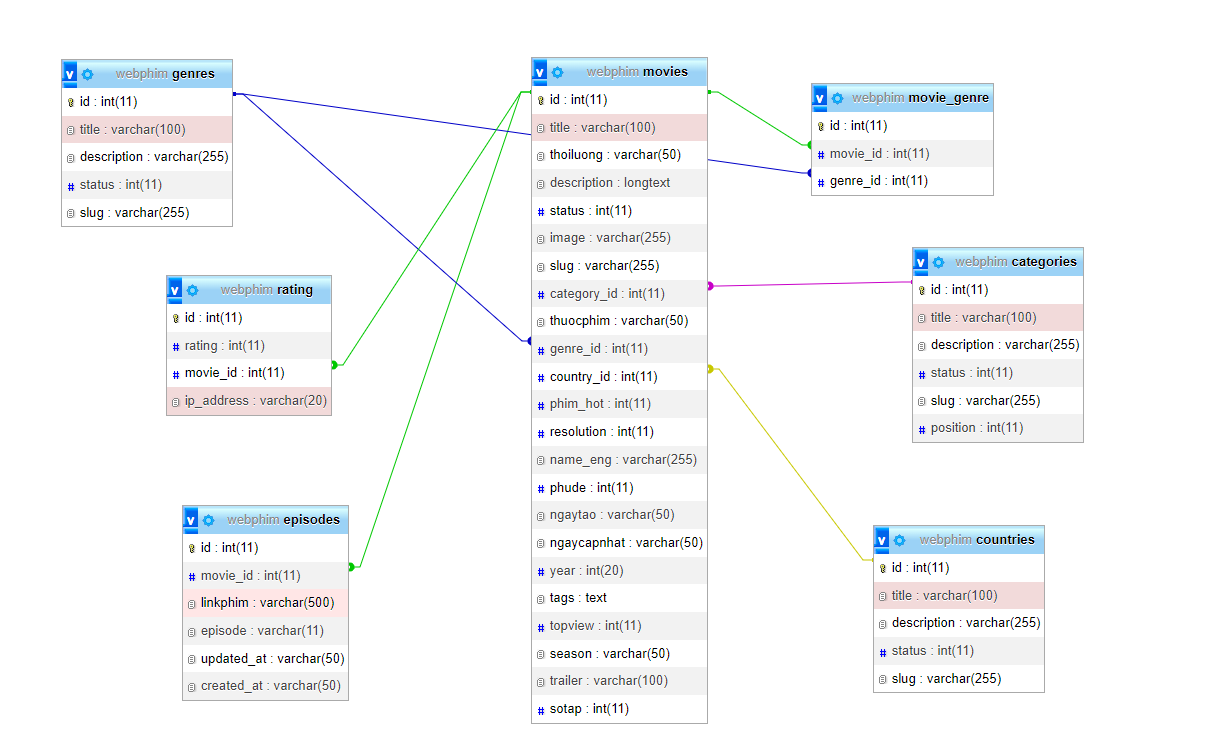 webphim genres
id : int(11)
title : varchar(100)
description : varchar(255)
status : int(11)
slug : varchar(255)
webphim rating
id : int(11)
rating : int(11)
movie_id : int(11)
ip_address : varchar(20)
webphim episodes
id : int(11)
movie_id : int(11)
linkphim : varchar(500)
episode : varchar(11)
updated_at : varchar(50)
created_at : varchar(50)
webphim movies
id : int(11)
title : varchar(100)
thoiluong : varchar(50)
description : longtext
status : int(11)
image : varchar(255)
slug : varchar(255)
category_id : int(11)
thuocphim : varchar(50)
genre_id : int(11)
country_id : int(11)
phim_hot : int(11)
resolution : int(11)
name_eng : varchar(255)
phude : int(11)
ngaytao : varchar(50)
ngaycapnhat : varchar(50)
year : int(20)
tags : text
topview : int(11)
season : varchar(50)
trailer : varchar(100)
sotap : int(11)
webphim movie_genre
id : int(11)
movie_id : int(11)
genre_id : int(11)
webphim categories
id : int(11)
title : varchar(100)
description : varchar(255)
status : int(11)
slug : varchar(255)
position : int(11)
webphim countries
id : int(11)
title : varchar(100)
description : varchar(255)
status : int(11)
slug : varchar(255)